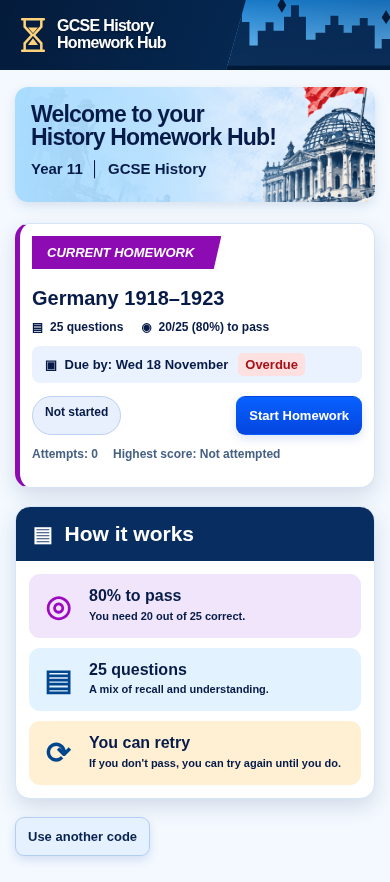 GCSE History
Homework Hub
Welcome to your
History Homework Hub!
Year 11 | GCSE History
CURRENT HOMEWORK
Germany 1918–1923
25 questions 20/25 (80%) to pass
Due by: Wed 18 November Overdue
Not started Start Homework
Attempts: 0 Highest score: Not attempted
How it works
80% to pass
You need 20 out of 25 correct.
25 questions
A mix of recall and understanding.
You can retry
If you don't pass, you can try again until you do.
Use another code